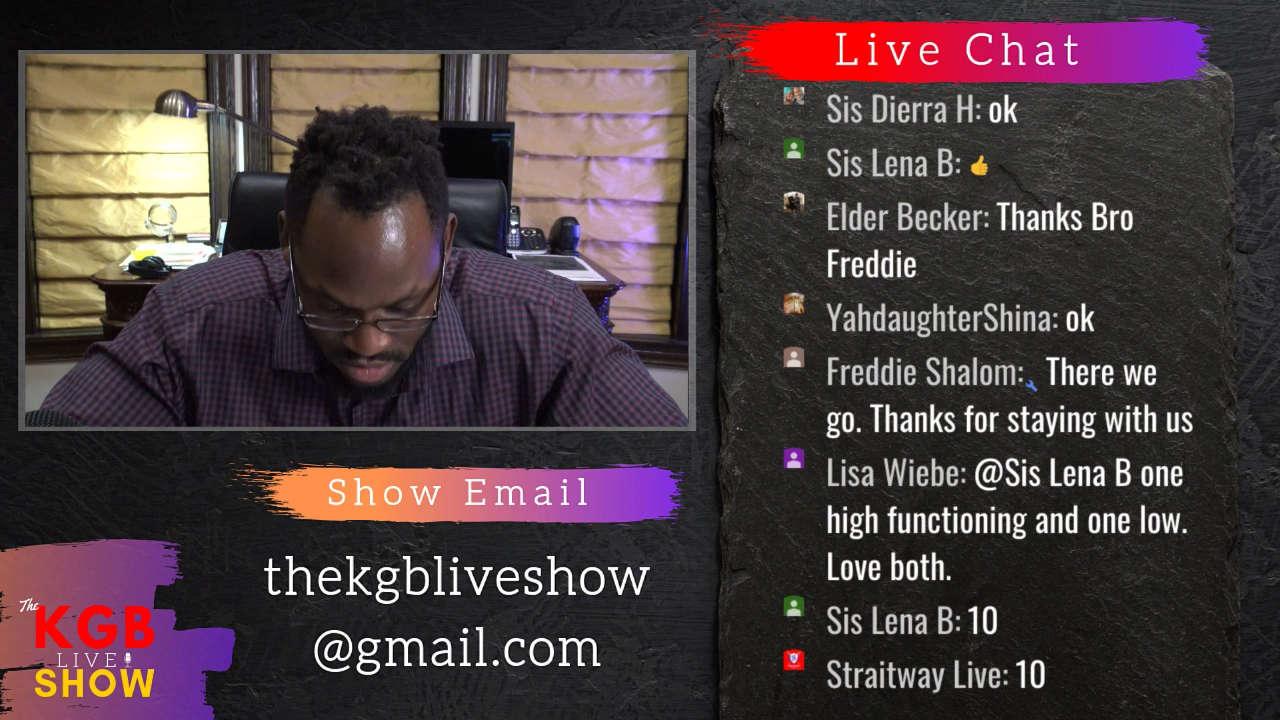 Live Chat
Sis Dierra H: ok
Sis Lena B: 👍
Elder Becker: Thanks Bro
Freddie
YahdaughterShina: ok
Freddie Shalom: There we
go. Thanks for staying with us
Lisa Wiebe: @Sis Lena B one
high functioning and one low.
Love both.
Sis Lena B: 10
Straitway Live: 10
Show Email
thekgbliveshow
@gmail.com
The
KGB
LIVE
SHOW